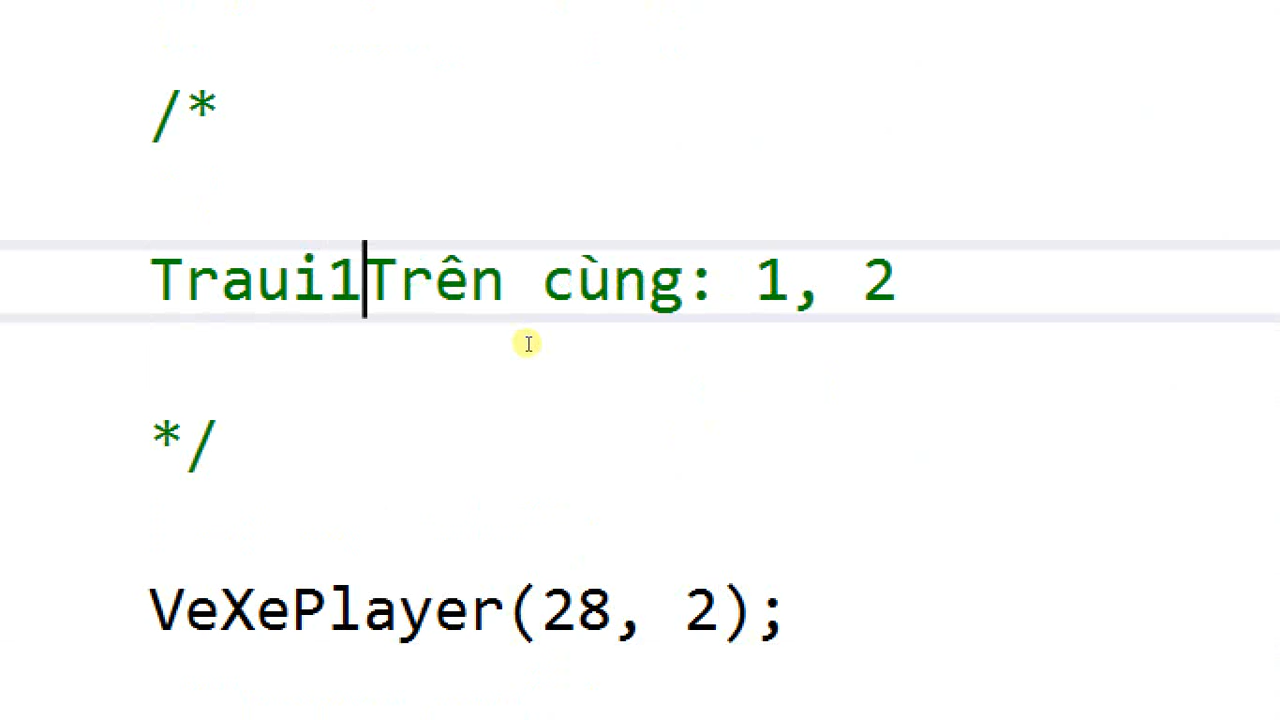 /*
Traui1Trên cùng: 1, 2
*/
VeXePlayer(28, 2);